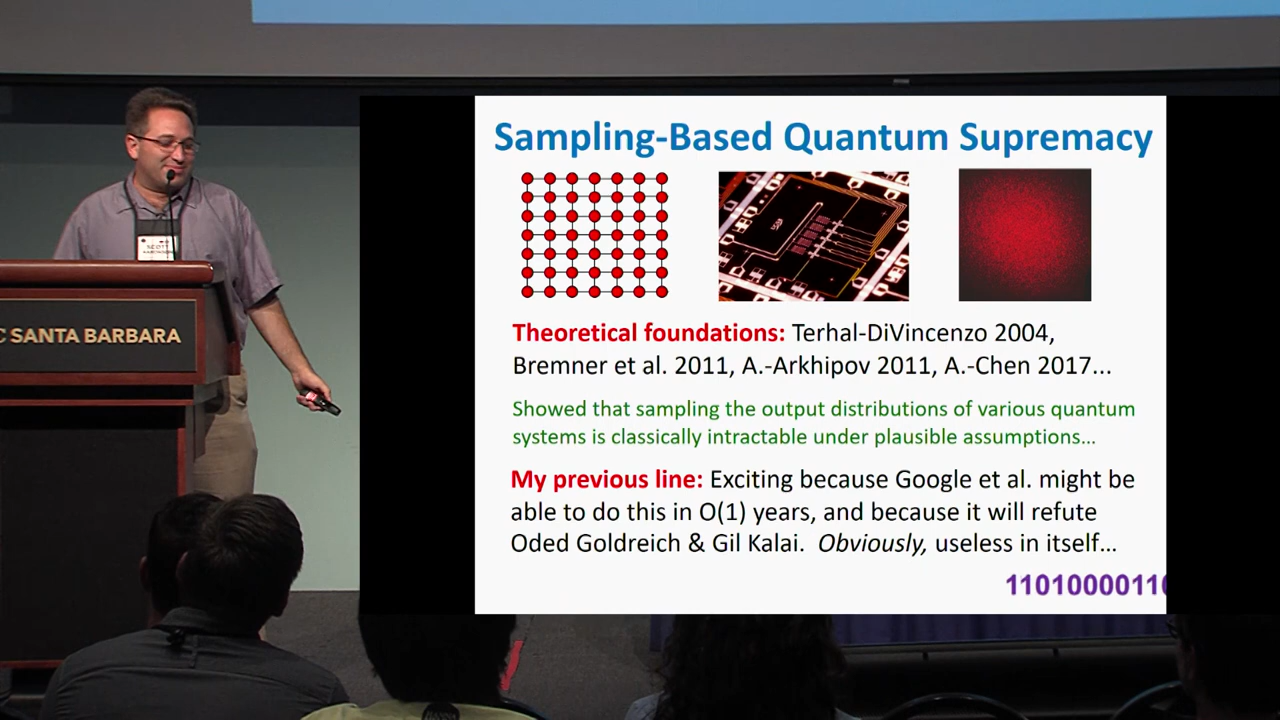 Sampling-Based Quantum Supremacy
Theoretical foundations: Terhal-DiVincenzo 2004,
Bremner et al. 2011, A.-Arkhipov 2011, A.-Chen 2017...
Showed that sampling the output distributions of various quantum
systems is classically intractable under plausible assumptions…
My previous line: Exciting because Google et al. might be
able to do this in O(1) years, and because it will refute
Oded Goldreich & Gil Kalai. Obviously, useless in itself…
1101000011
C SANTA BARBARA
SCOTT